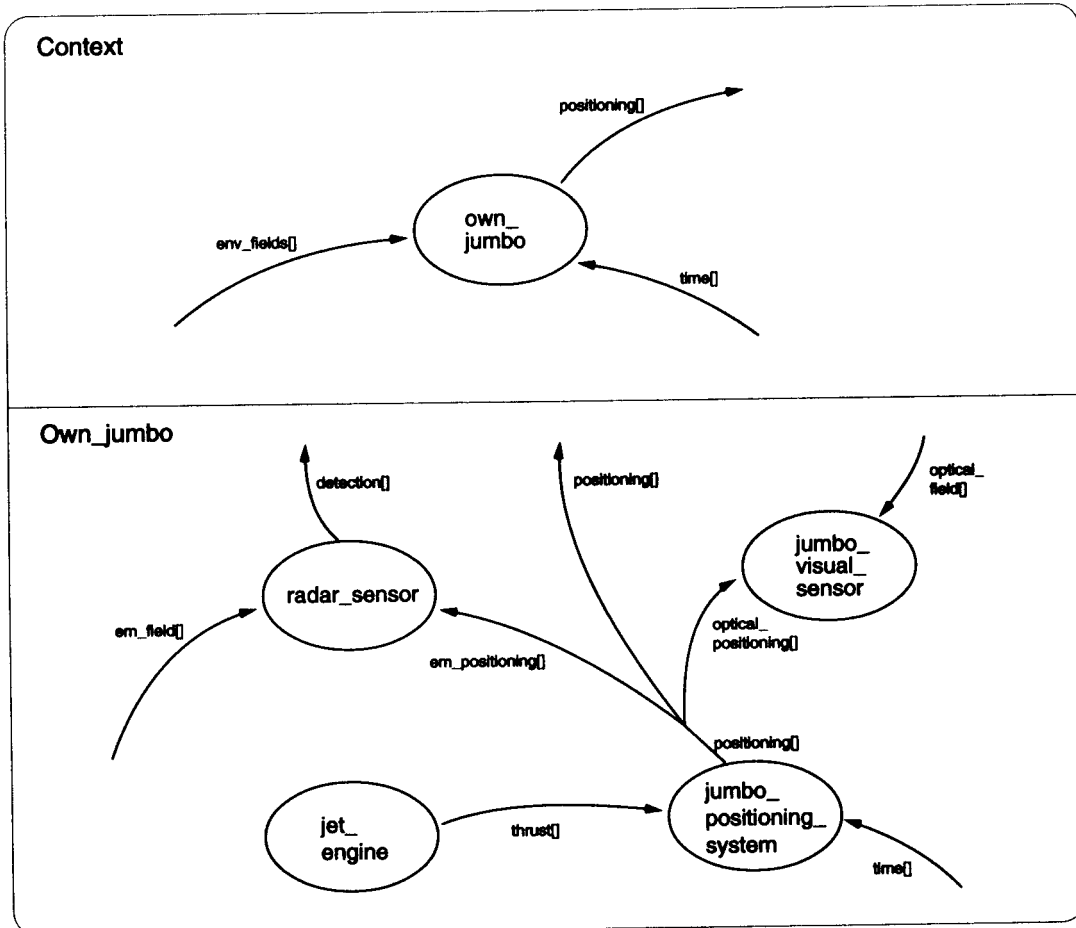 Context
positioning[]
own_
jumbo
env_fields[]
time[]
Own_jumbo
detection[]
positioning[]
optical_
field[]
jumbo_
visual_
sensor
radar_sensor
em_field[]
optical_
positioning[]
em_positioning[]
positioning[]
jumbo_
positioning_
system
jet_
engine
thrust[]
time[]